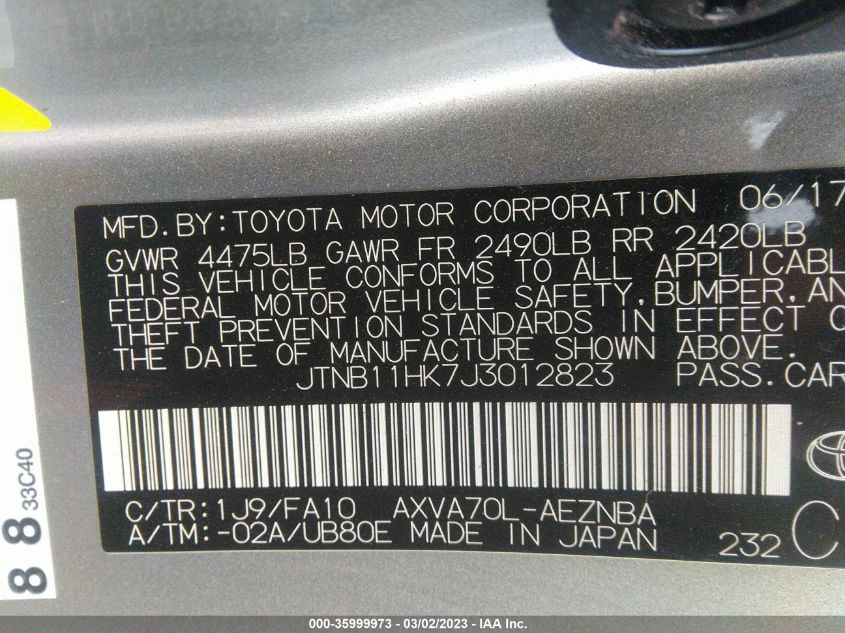 MFD.BY:TOYOTA MOTOR CORPORATION 06/17
GVWR 4475LB GAWR FR 2490LB RR 2420LB
THIS VEHICLE CONFORMS TO ALL APPLICABL
FEDERAL MOTOR VEHICLE SAFETY,BUMPER,AN
THEFT PREVENTION STANDARDS IN EFFECT O
THE DATE OF MANUFACTURE SHOWN ABOVE.
JTNB11HK7J3012823 PASS.CAR
C/TR:1J9/FA10 AXVA70L-AEZNBA
A/TM:-02A/UB80E MADE IN JAPAN 232 C
8 8 33C40
000-35999973 — 03/02/2023 — IAA Inc.